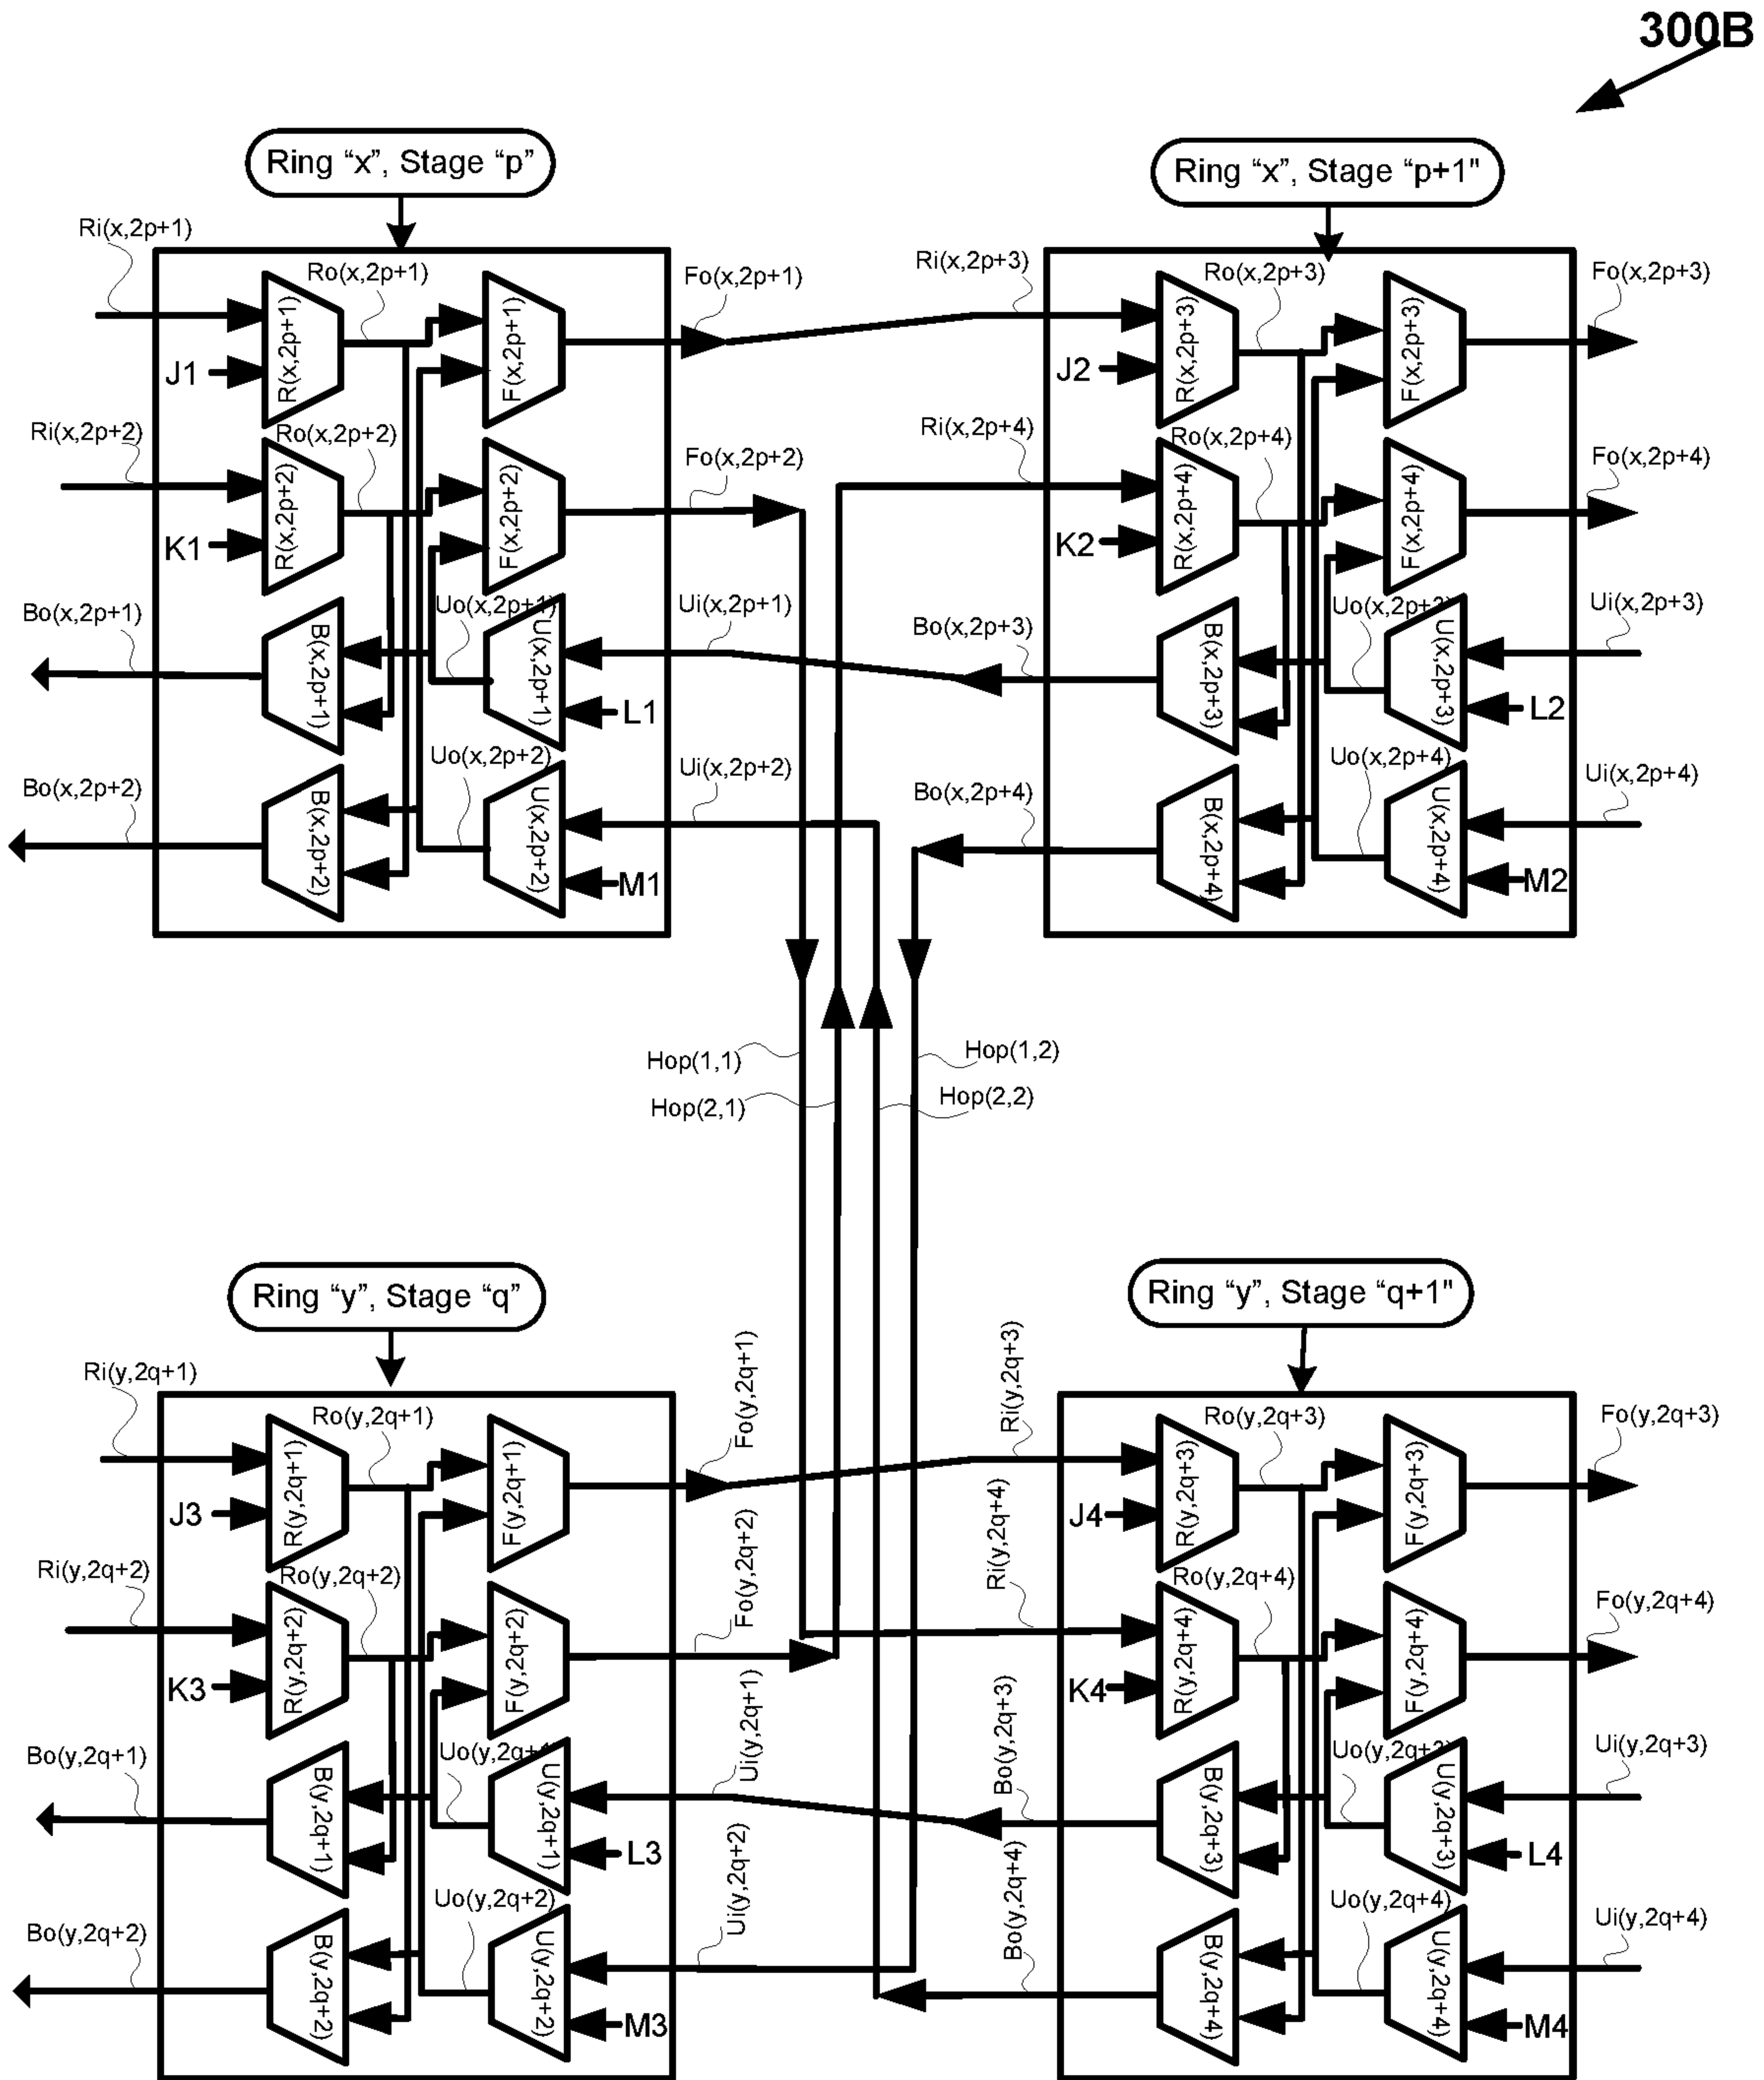 300B
Ring “x”, Stage “p”
Ring “x”, Stage “p+1"
Ri(x,2p+1)
Ro(x,2p+1)
Fo(x,2p+1)
Ri(x,2p+3)
Ro(x,2p+3)
Fo(x,2p+3)
R(x,2p+1)
F(x,2p+1)
R(x,2p+3)
F(x,2p+3)
J1
J2
Ri(x,2p+2)
Ro(x,2p+2)
Fo(x,2p+2)
Ri(x,2p+4)
Ro(x,2p+4)
Fo(x,2p+4)
R(x,2p+2)
F(x,2p+2)
R(x,2p+4)
F(x,2p+4)
K1
K2
Bo(x,2p+1)
Uo(x,2p+1)
Ui(x,2p+1)
Bo(x,2p+3)
Uo(x,2p+3)
Ui(x,2p+3)
B(x,2p+1)
U(x,2p+1)
B(x,2p+3)
U(x,2p+3)
L1
L2
Bo(x,2p+2)
Uo(x,2p+2)
Ui(x,2p+2)
Bo(x,2p+4)
Uo(x,2p+4)
Ui(x,2p+4)
B(x,2p+2)
U(x,2p+2)
B(x,2p+4)
U(x,2p+4)
M1
M2
Hop(1,1)
Hop(1,2)
Hop(2,1)
Hop(2,2)
Ring “y”, Stage “q”
Ring “y”, Stage “q+1"
Ri(y,2q+1)
Ro(y,2q+1)
Fo(y,2q+1)
Ri(y,2q+3)
Ro(y,2q+3)
Fo(y,2q+3)
R(y,2q+1)
F(y,2q+1)
R(y,2q+3)
F(y,2q+3)
J3
J4
Ri(y,2q+2)
Ro(y,2q+2)
Fo(y,2q+2)
Ri(y,2q+4)
Ro(y,2q+4)
Fo(y,2q+4)
R(y,2q+2)
F(y,2q+2)
R(y,2q+4)
F(y,2q+4)
K3
K4
Bo(y,2q+1)
Ui(y,2q+1)
Bo(y,2q+3)
Ui(y,2q+3)
B(y,2q+1)
U(y,2q+1)
B(y,2q+3)
U(y,2q+3)
L3
L4
Bo(y,2q+2)
Uo(y,2q+2)
Ui(y,2q+2)
Bo(y,2q+4)
Uo(y,2q+4)
Ui(y,2q+4)
B(y,2q+2)
U(y,2q+2)
B(y,2q+4)
U(y,2q+4)
M3
M4